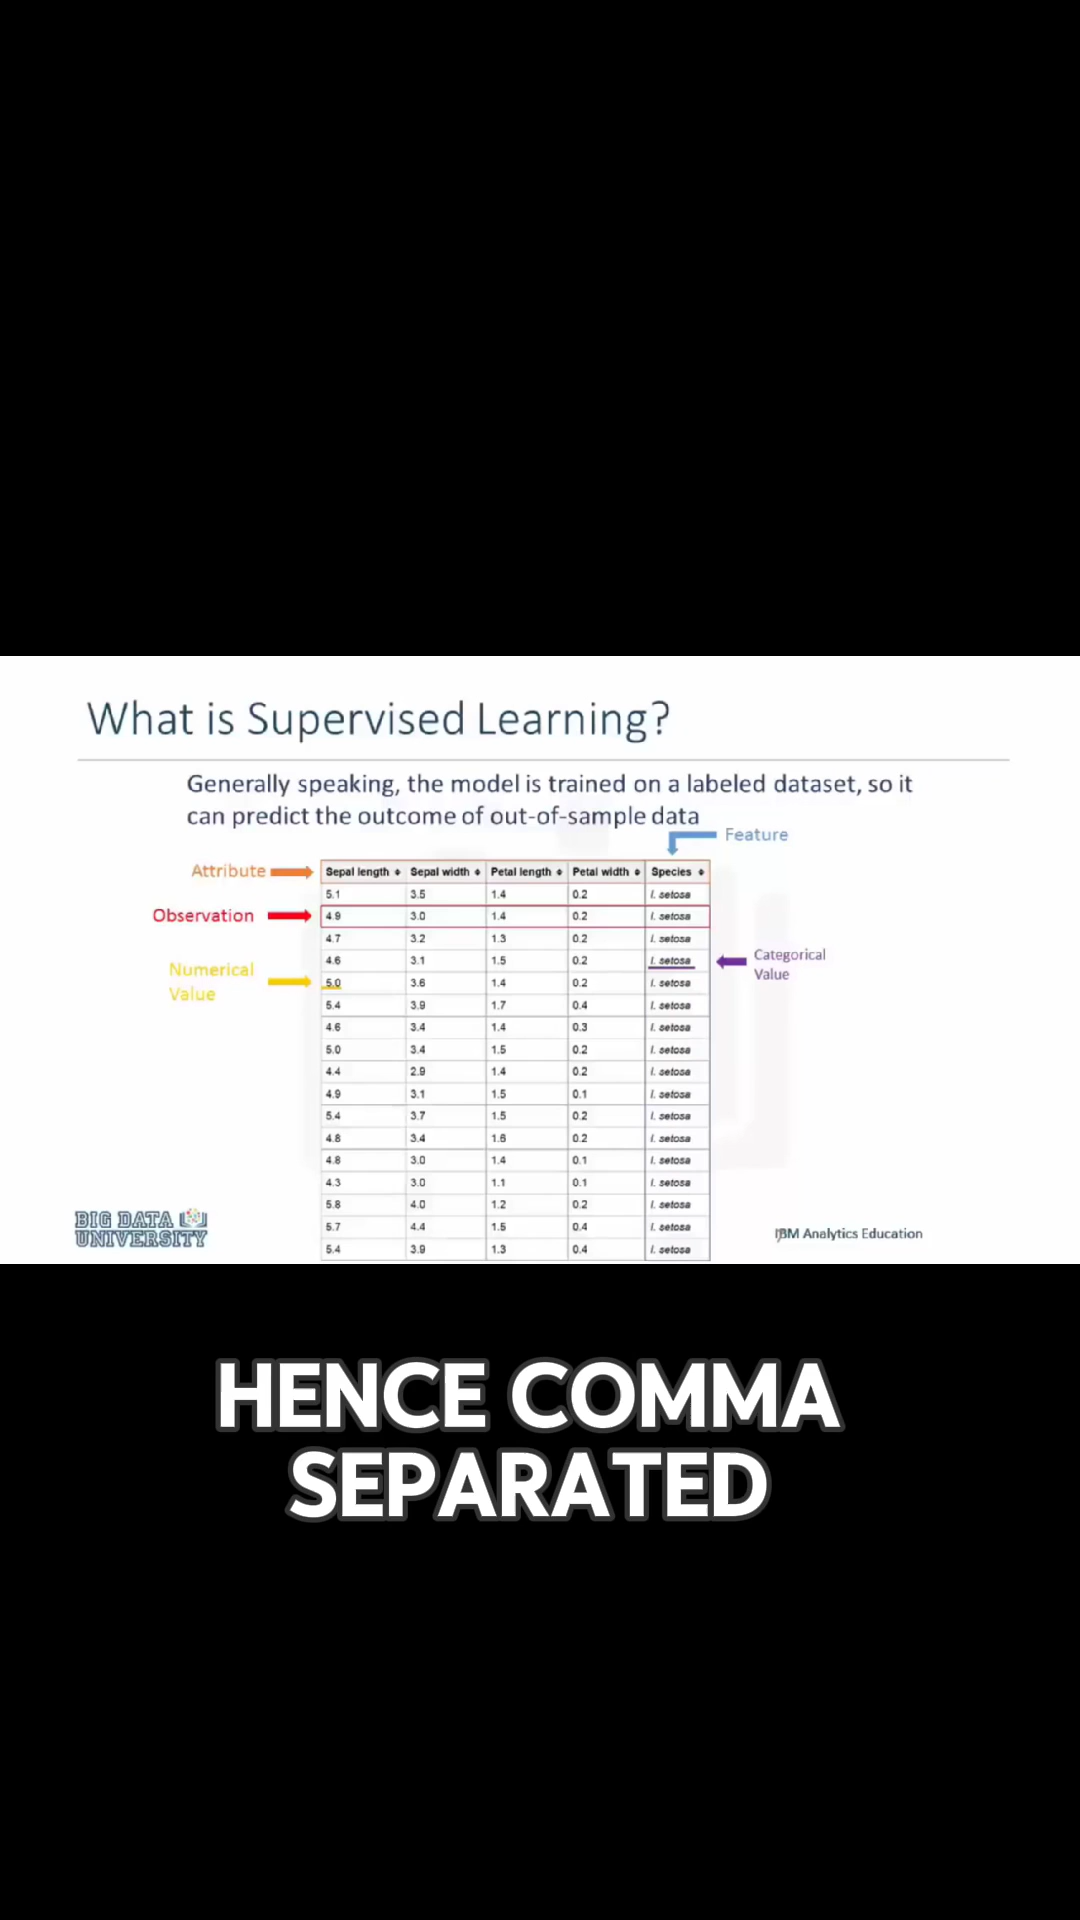 What is Supervised Learning?
Generally speaking, the model is trained on a labeled dataset, so it
can predict the outcome of out-of-sample data
Feature
Attribute
Sepal length Sepal width Petal length Petal width Species
5.1 3.5 1.4 0.2 I. setosa
Observation
4.9 3.0 1.4 0.2 I. setosa
4.7 3.2 1.3 0.2 I. setosa
4.6 3.1 1.5 0.2 I. setosa
Categorical
Value
Numerical
Value
5.0 3.6 1.4 0.2 I. setosa
5.4 3.9 1.7 0.4 I. setosa
4.6 3.4 1.4 0.3 I. setosa
5.0 3.4 1.5 0.2 I. setosa
4.4 2.9 1.4 0.2 I. setosa
4.9 3.1 1.5 0.1 I. setosa
5.4 3.7 1.5 0.2 I. setosa
4.8 3.4 1.6 0.2 I. setosa
4.8 3.0 1.4 0.1 I. setosa
4.3 3.0 1.1 0.1 I. setosa
5.8 4.0 1.2 0.2 I. setosa
5.7 4.4 1.5 0.4 I. setosa
5.4 3.9 1.3 0.4 I. setosa
BIG DATA
UNIVERSITY
IBM Analytics Education
HENCE COMMA
SEPARATED